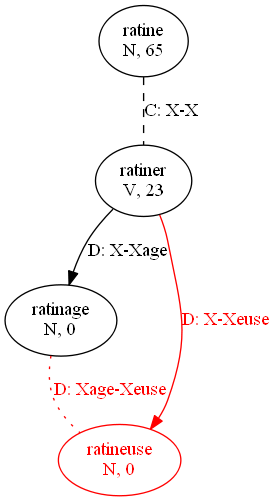 ratine
N, 65
C: X-X
ratiner
V, 23
D: X-Xage
ratinage
N, 0
D: X-Xeuse
D: Xage-Xeuse
ratineuse
N, 0